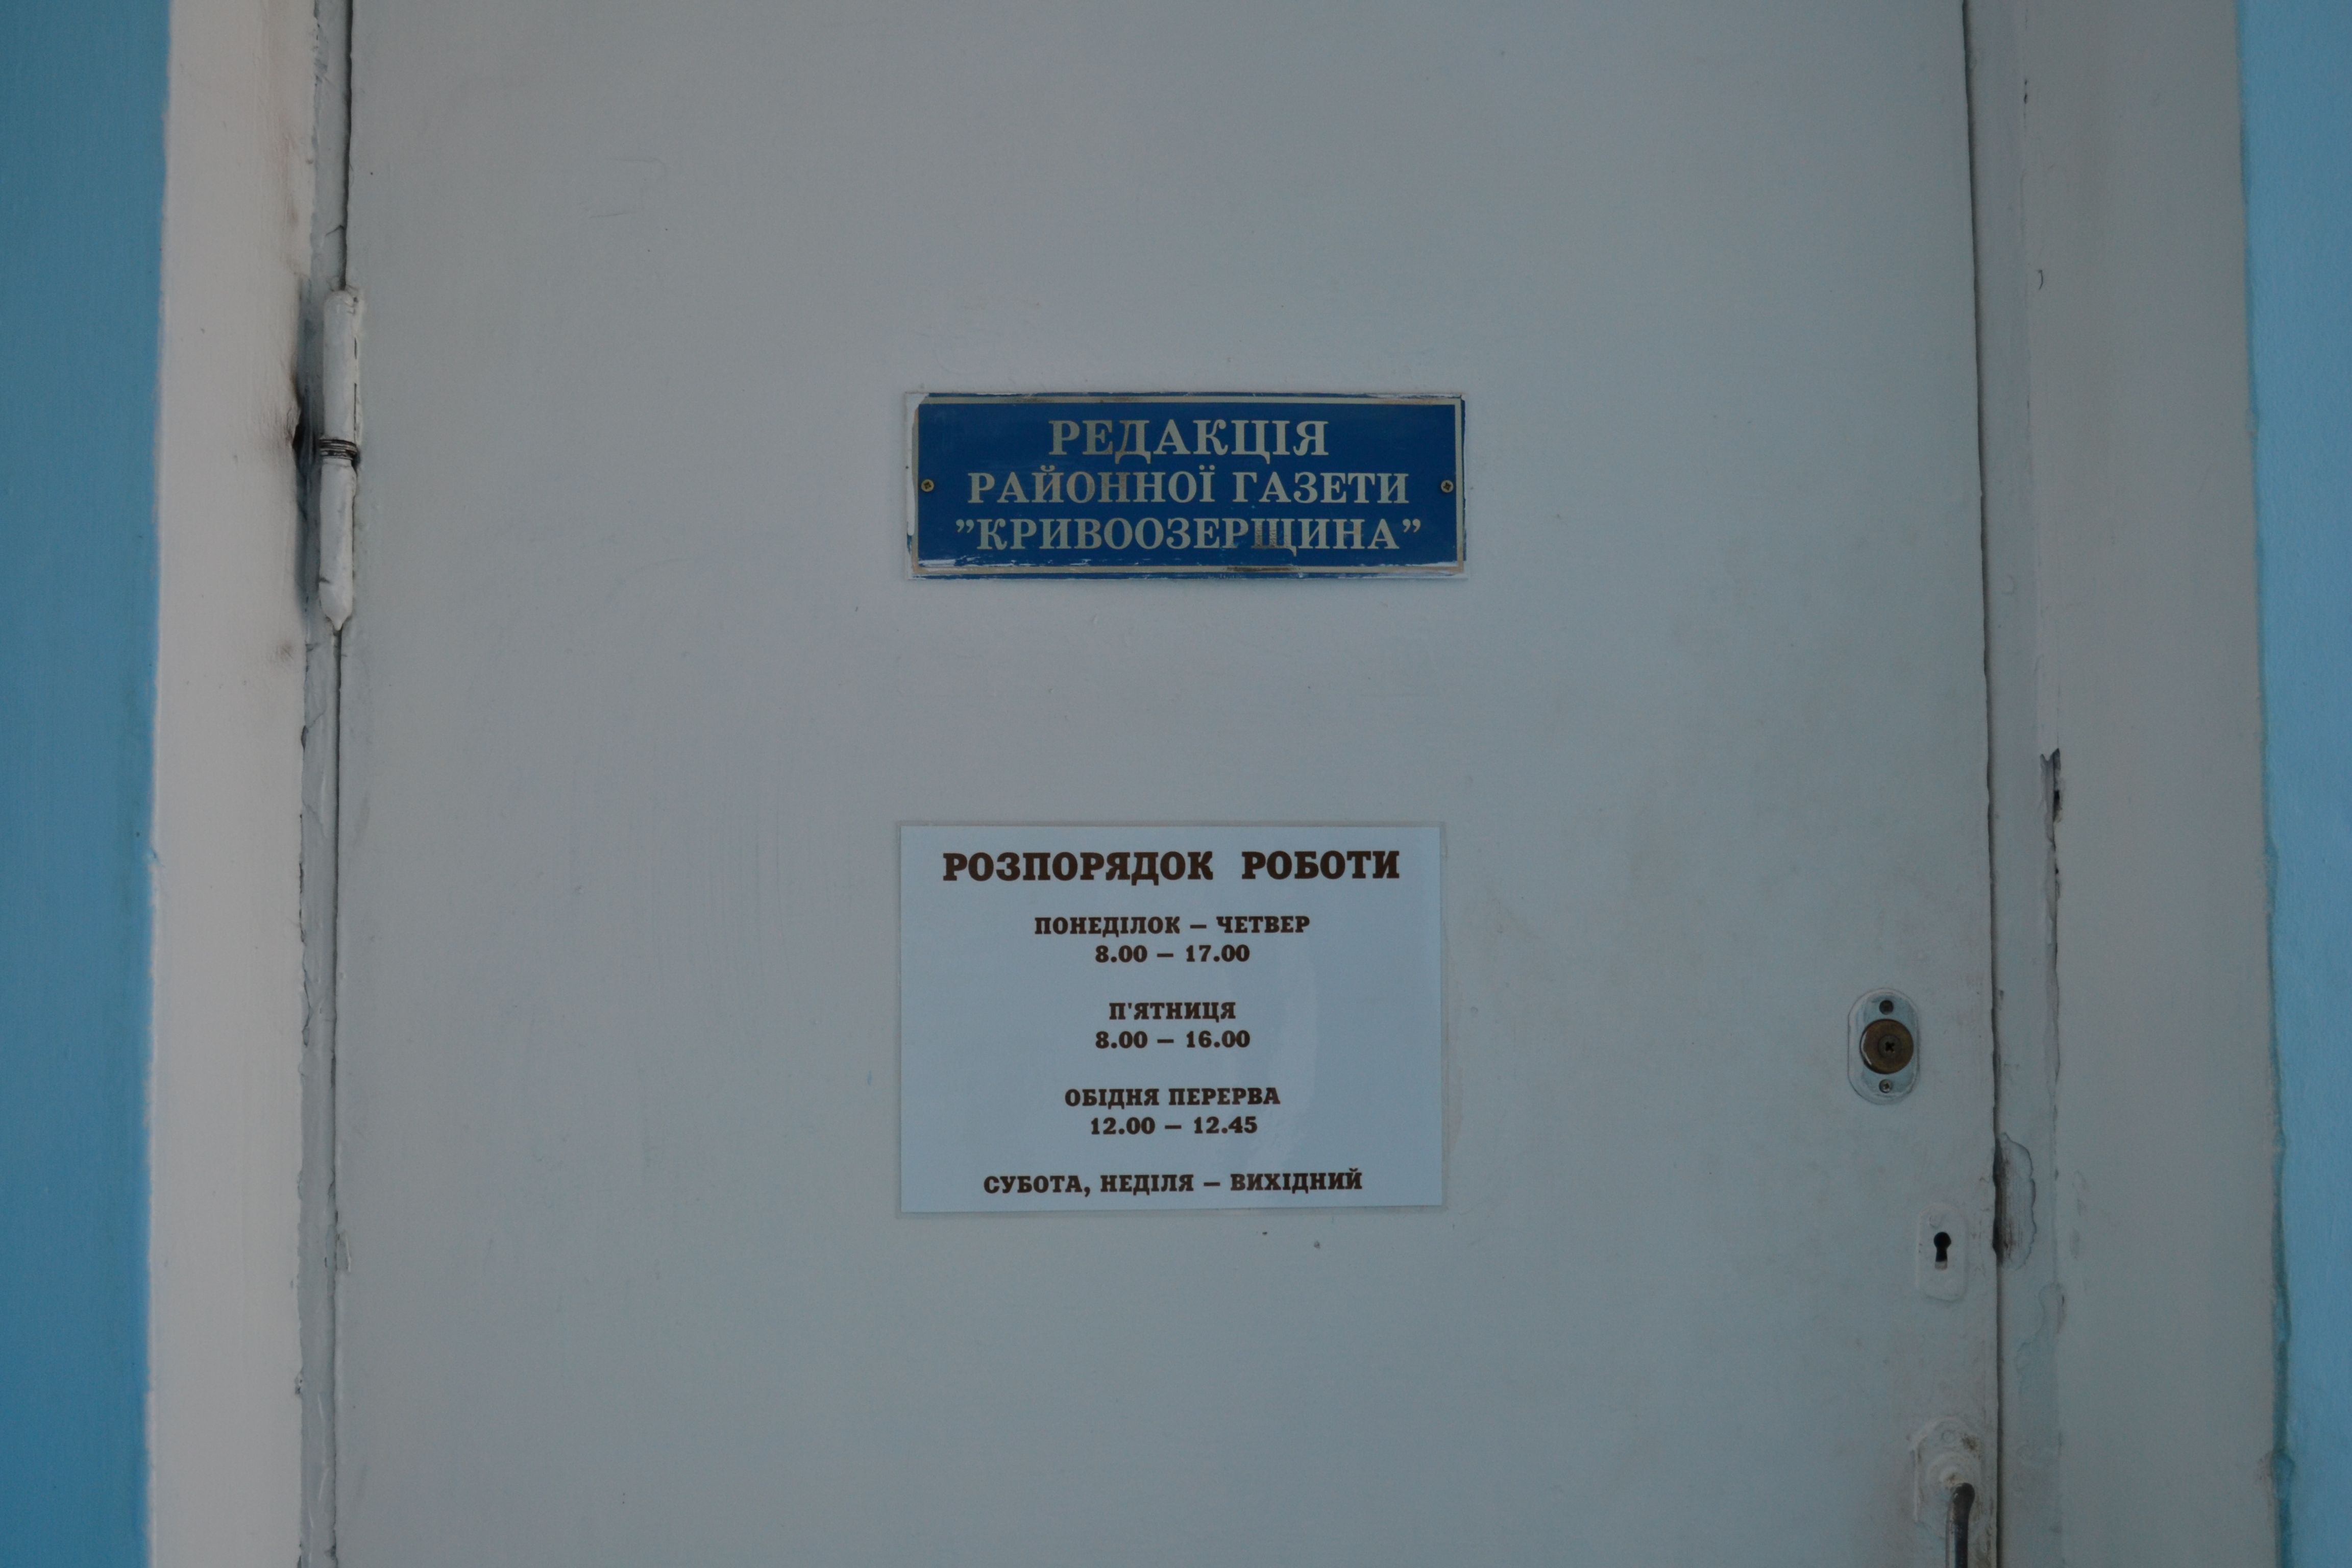 РЕДАКЦІЯ
РАЙОННОЇ ГАЗЕТИ
”КРИВООЗЕРЩИНА”
РОЗПОРЯДОК РОБОТИ
ПОНЕДІЛОК – ЧЕТВЕР
8.00 – 17.00
П'ЯТНИЦЯ
8.00 – 16.00
ОБІДНЯ ПЕРЕРВА
12.00 – 12.45
СУБОТА, НЕДІЛЯ – ВИХІДНИЙ